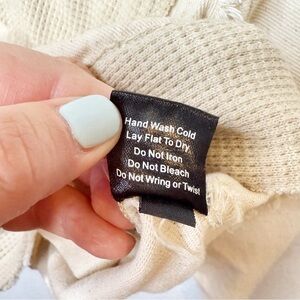 Hand Wash Cold
Lay Flat To Dry
Do Not Iron
Do Not Bleach
Do Not Wring or Twist